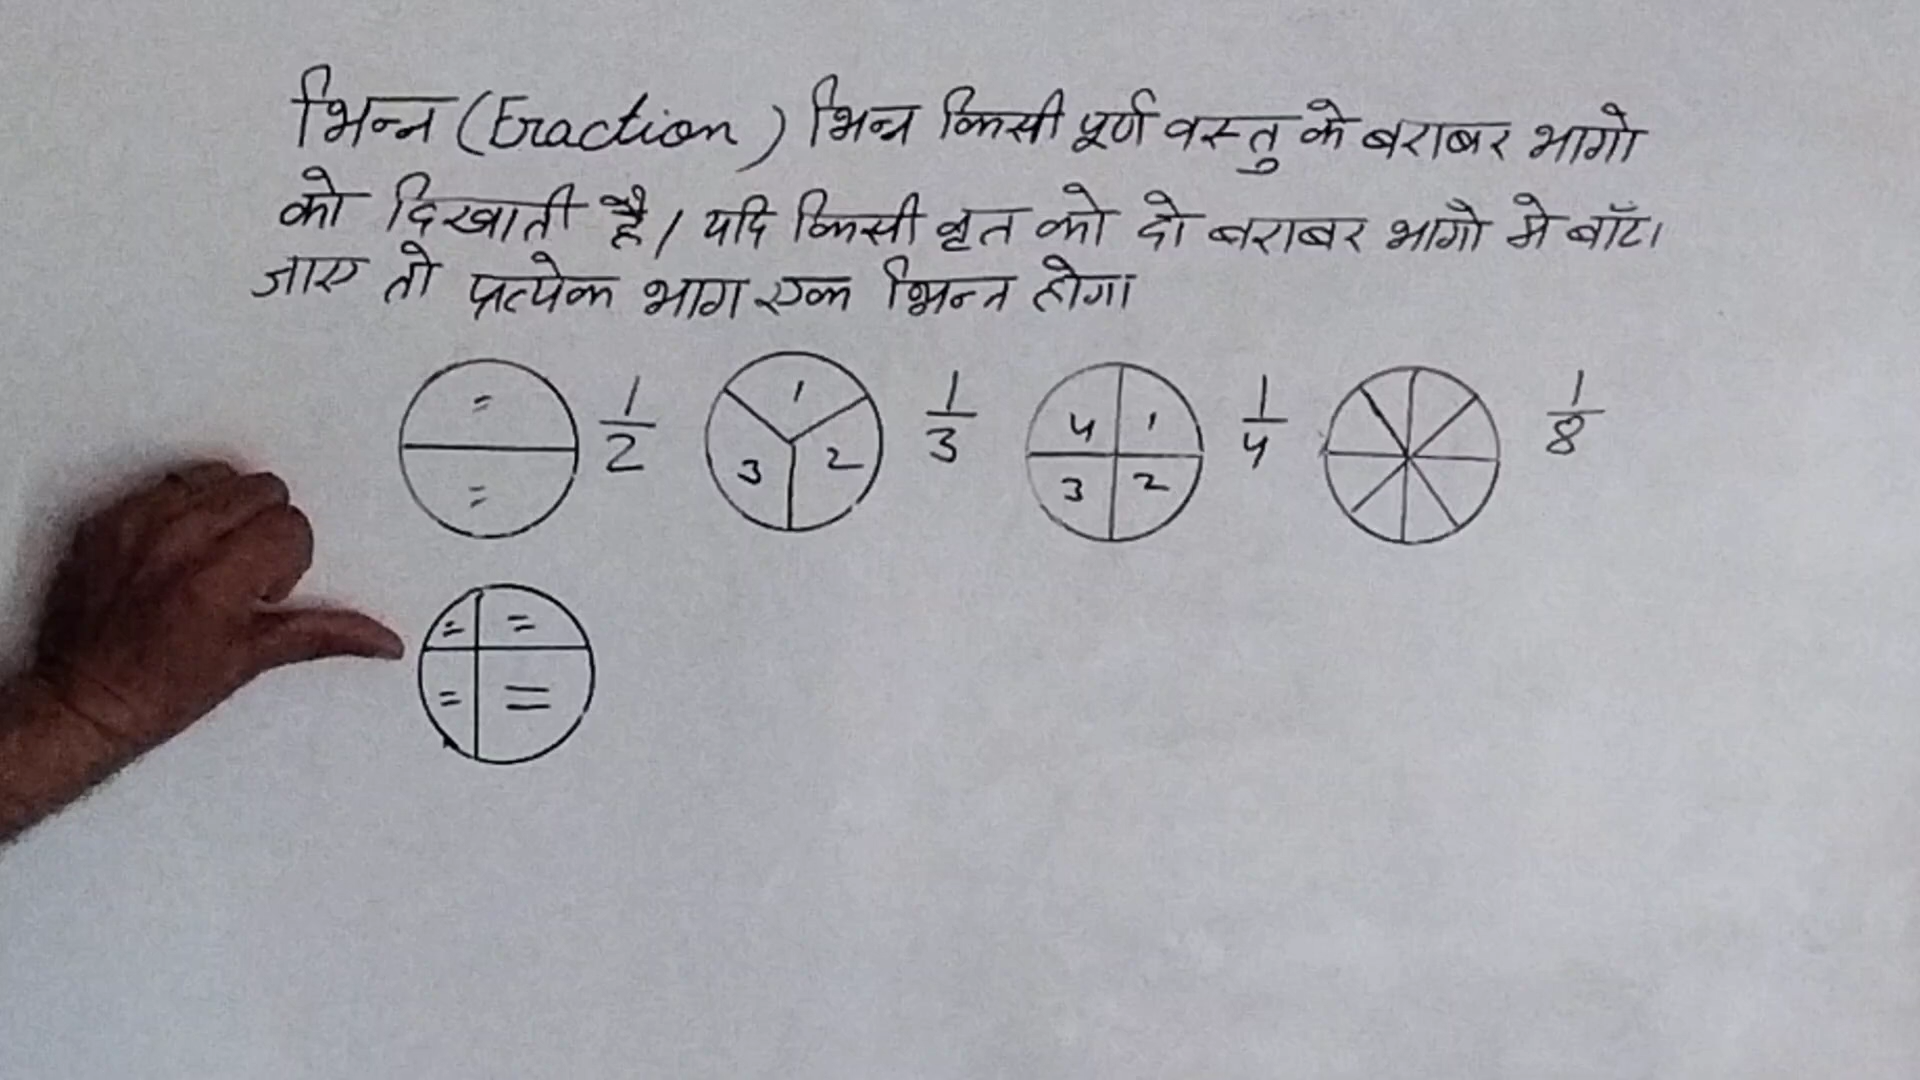 भिन्न (Fraction) भिन्न किसी पूर्ण वस्तु के बराबर भागो
को दिखाती है। यदि किसी वृत को दो बराबर भागों मे बाँटा
जाए तो प्रत्येक भाग एक भिन्न होगा
= = 1/2 1 2 3 1/3 4 1 3 2 1/4 1/8
= =
= =